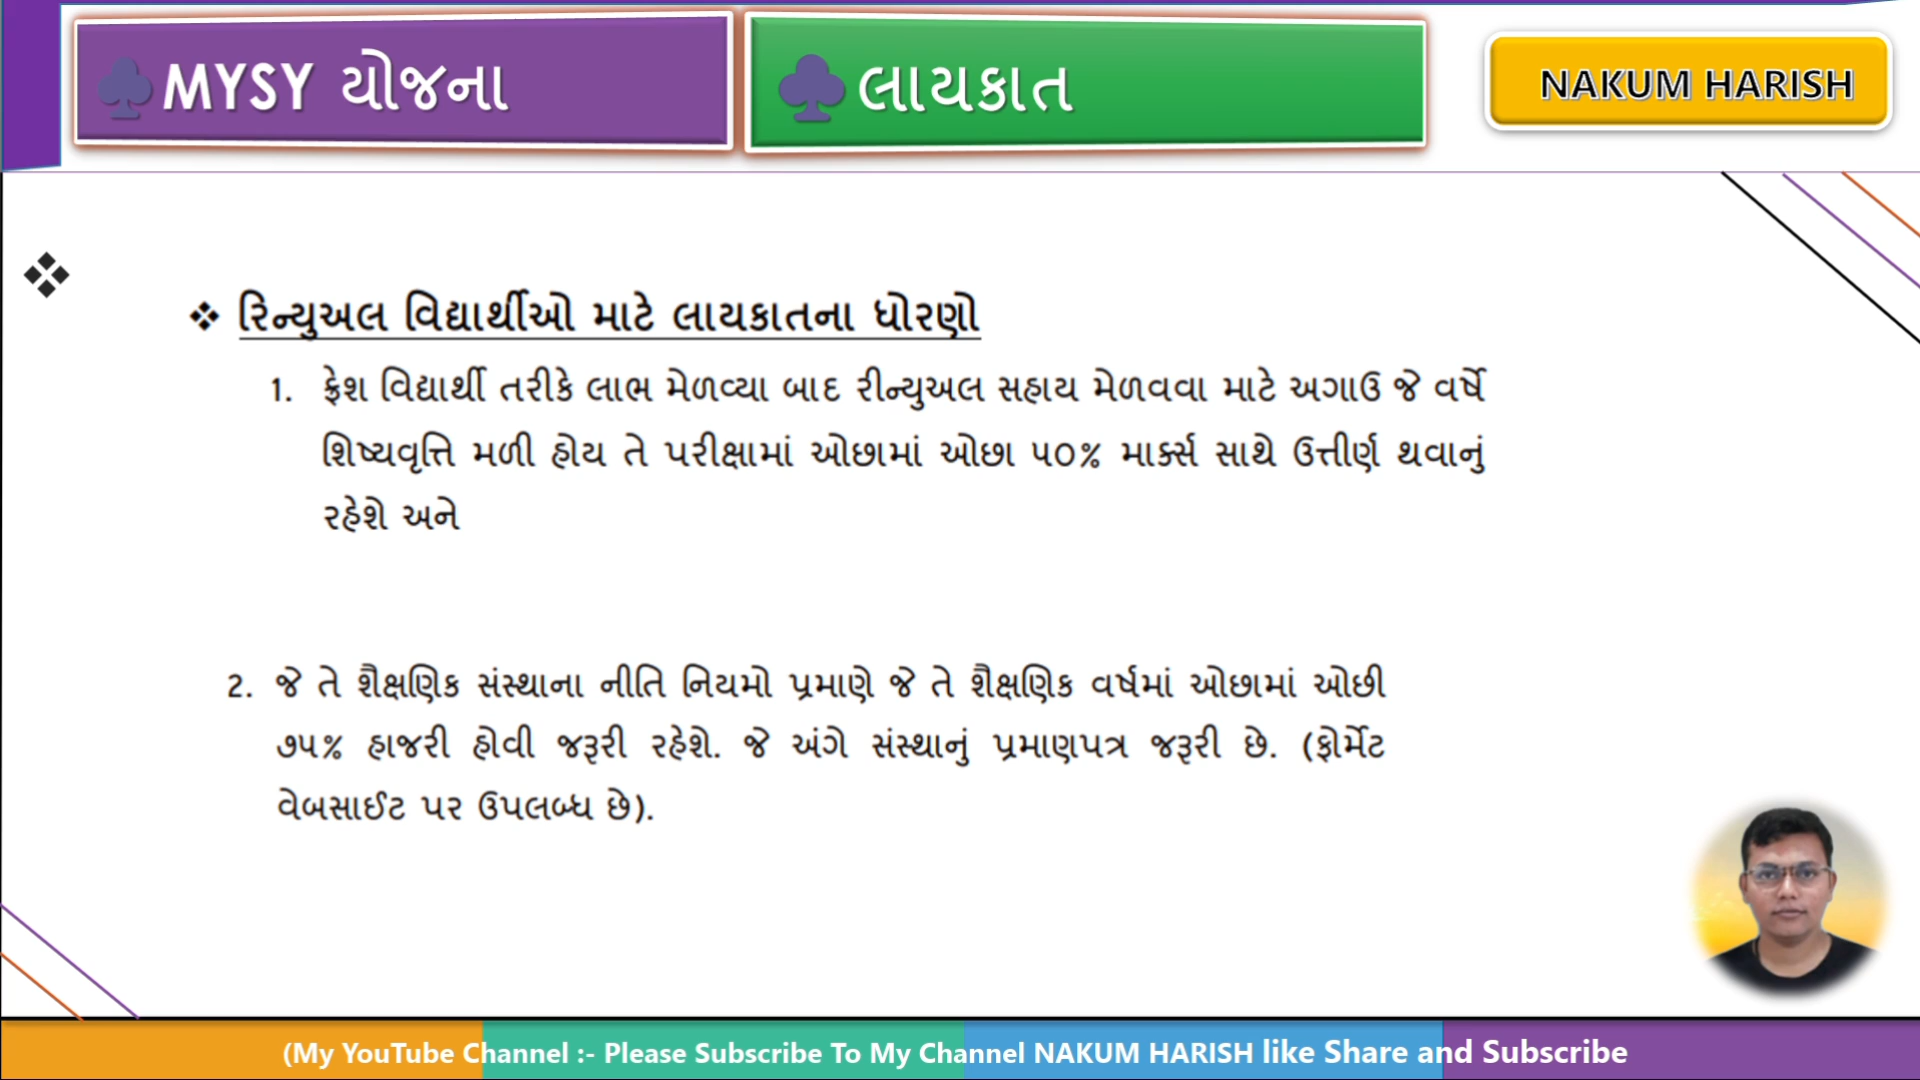 MYSY યોજના
લાયકાત
NAKUM HARISH
રિન્યુઅલ વિદ્યાર્થીઓ માટે લાયકાતના ધોરણો
1. ફ્રેશ વિદ્યાર્થી તરીકે લાભ મેળવ્યા બાદ રીન્યુઅલ સહાય મેળવવા માટે અગાઉ જે વર્ષે
શિષ્યવૃત્તિ મળી હોય તે પરીક્ષામાં ઓછામાં ઓછા ૫૦% માર્ક્સ સાથે ઉત્તીર્ણ થવાનું
રહેશે અને
2. જે તે શૈક્ષણિક સંસ્થાના નીતિ નિયમો પ્રમાણે જે તે શૈક્ષણિક વર્ષમાં ઓછામાં ઓછી
૭૫% હાજરી હોવી જરૂરી રહેશે. જે અંગે સંસ્થાનું પ્રમાણપત્ર જરૂરી છે. (ફોર્મેટ
વેબસાઈટ પર ઉપલબ્ધ છે).
(My YouTube Channel :- Please Subscribe To My Channel NAKUM HARISH like Share and Subscribe